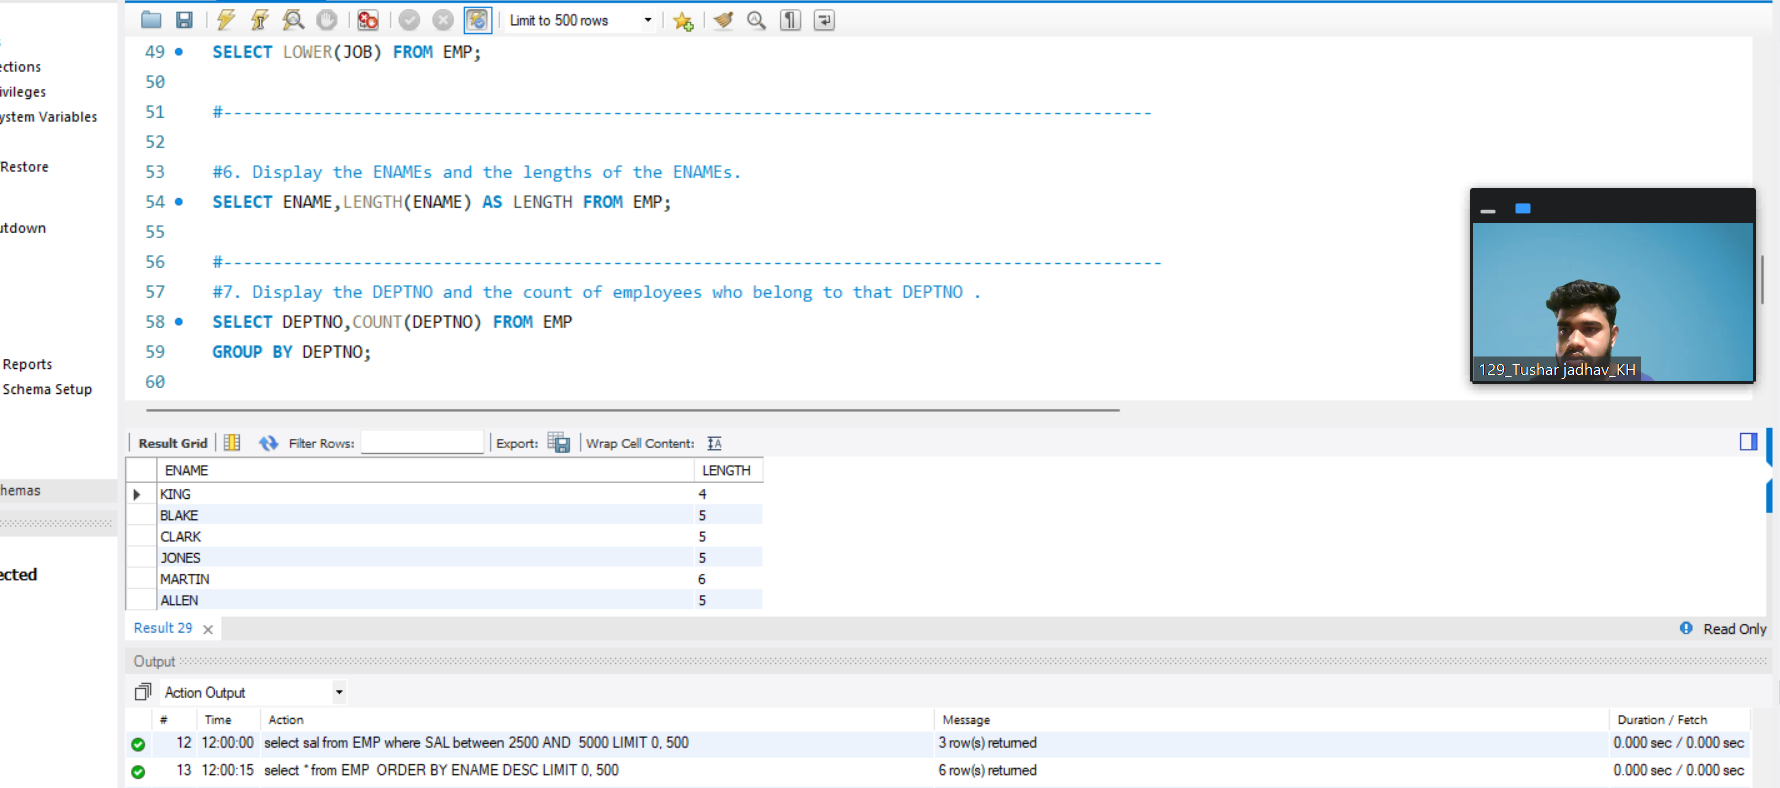 Limit to 500 rows
49 SELECT LOWER(JOB) FROM EMP;
50
51 #---------------------------------------------------------------------------------------------
52
53 #6. Display the ENAMEs and the lengths of the ENAMEs.
54 SELECT ENAME,LENGTH(ENAME) AS LENGTH FROM EMP;
55
56 #----------------------------------------------------------------------------------------------
57 #7. Display the DEPTNO and the count of employees who belong to that DEPTNO .
58 SELECT DEPTNO,COUNT(DEPTNO) FROM EMP
59 GROUP BY DEPTNO;
60
ections
ivileges
ystem Variables
Restore
utdown
Reports
Schema Setup
hemas
ected
129_Tushar jadhav_KH
Result Grid Filter Rows: Export: Wrap Cell Content:
ENAME LENGTH
KING 4
BLAKE 5
CLARK 5
JONES 5
MARTIN 6
ALLEN 5
Result 29 Read Only
Output
Action Output
# Time Action Message Duration / Fetch
12 12:00:00 select sal from EMP where SAL between 2500 AND  5000 LIMIT 0, 500 3 row(s) returned 0.000 sec / 0.000 sec
13 12:00:15 select * from EMP  ORDER BY ENAME DESC LIMIT 0, 500 6 row(s) returned 0.000 sec / 0.000 sec